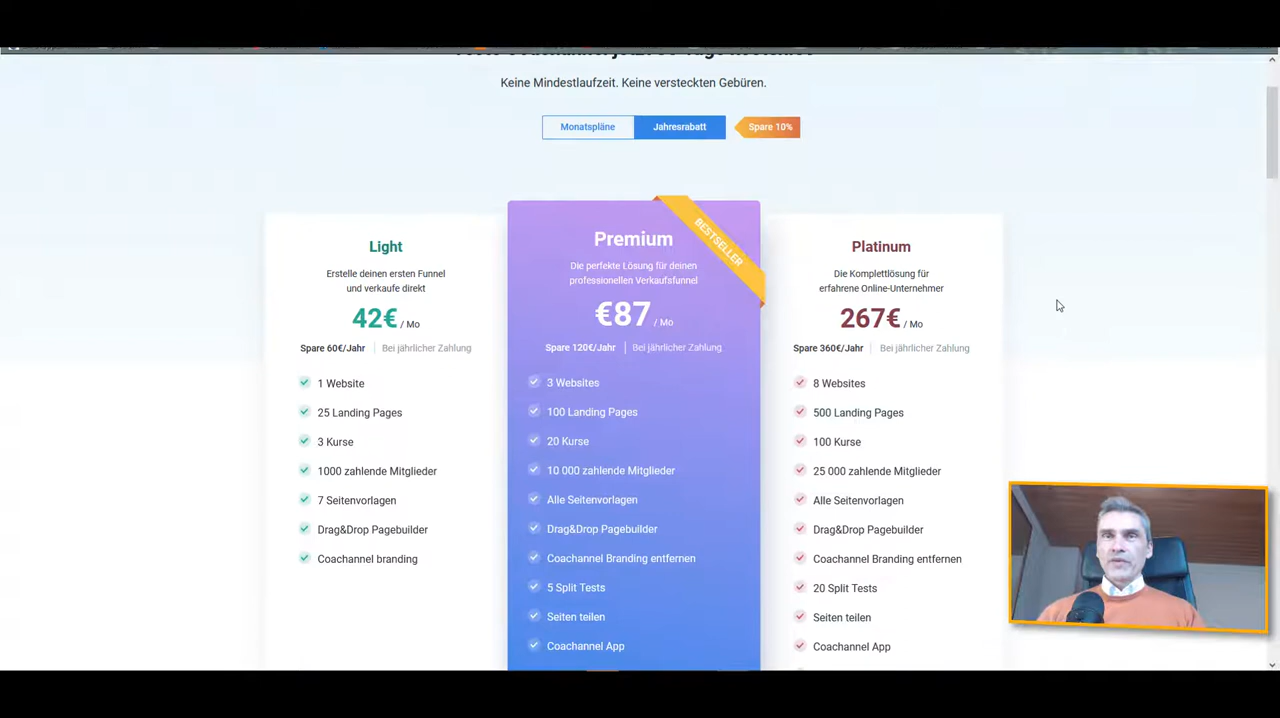 Keine Mindestlaufzeit. Keine versteckten Gebüren.
Monatspläne
Jahresrabatt
Spare 10%
Light
Erstelle deinen ersten Funnel
und verkaufe direkt
42€ / Mo
Spare 60€/Jahr
Bei jährlicher Zahlung
1 Website
25 Landing Pages
3 Kurse
1000 zahlende Mitglieder
7 Seitenvorlagen
Drag&Drop Pagebuilder
Coachannel branding
BESTSELLER
Premium
Die perfekte Lösung für deinen
professionellen Verkaufsfunnel
€87 / Mo
Spare 120€/Jahr
Bei jährlicher Zahlung
3 Websites
100 Landing Pages
20 Kurse
10 000 zahlende Mitglieder
Alle Seitenvorlagen
Drag&Drop Pagebuilder
Coachannel Branding entfernen
5 Split Tests
Seiten teilen
Coachannel App
Platinum
Die Komplettlösung für
erfahrene Online-Unternehmer
267€ / Mo
Spare 360€/Jahr
Bei jährlicher Zahlung
8 Websites
500 Landing Pages
100 Kurse
25 000 zahlende Mitglieder
Alle Seitenvorlagen
Drag&Drop Pagebuilder
Coachannel Branding entfernen
20 Split Tests
Seiten teilen
Coachannel App